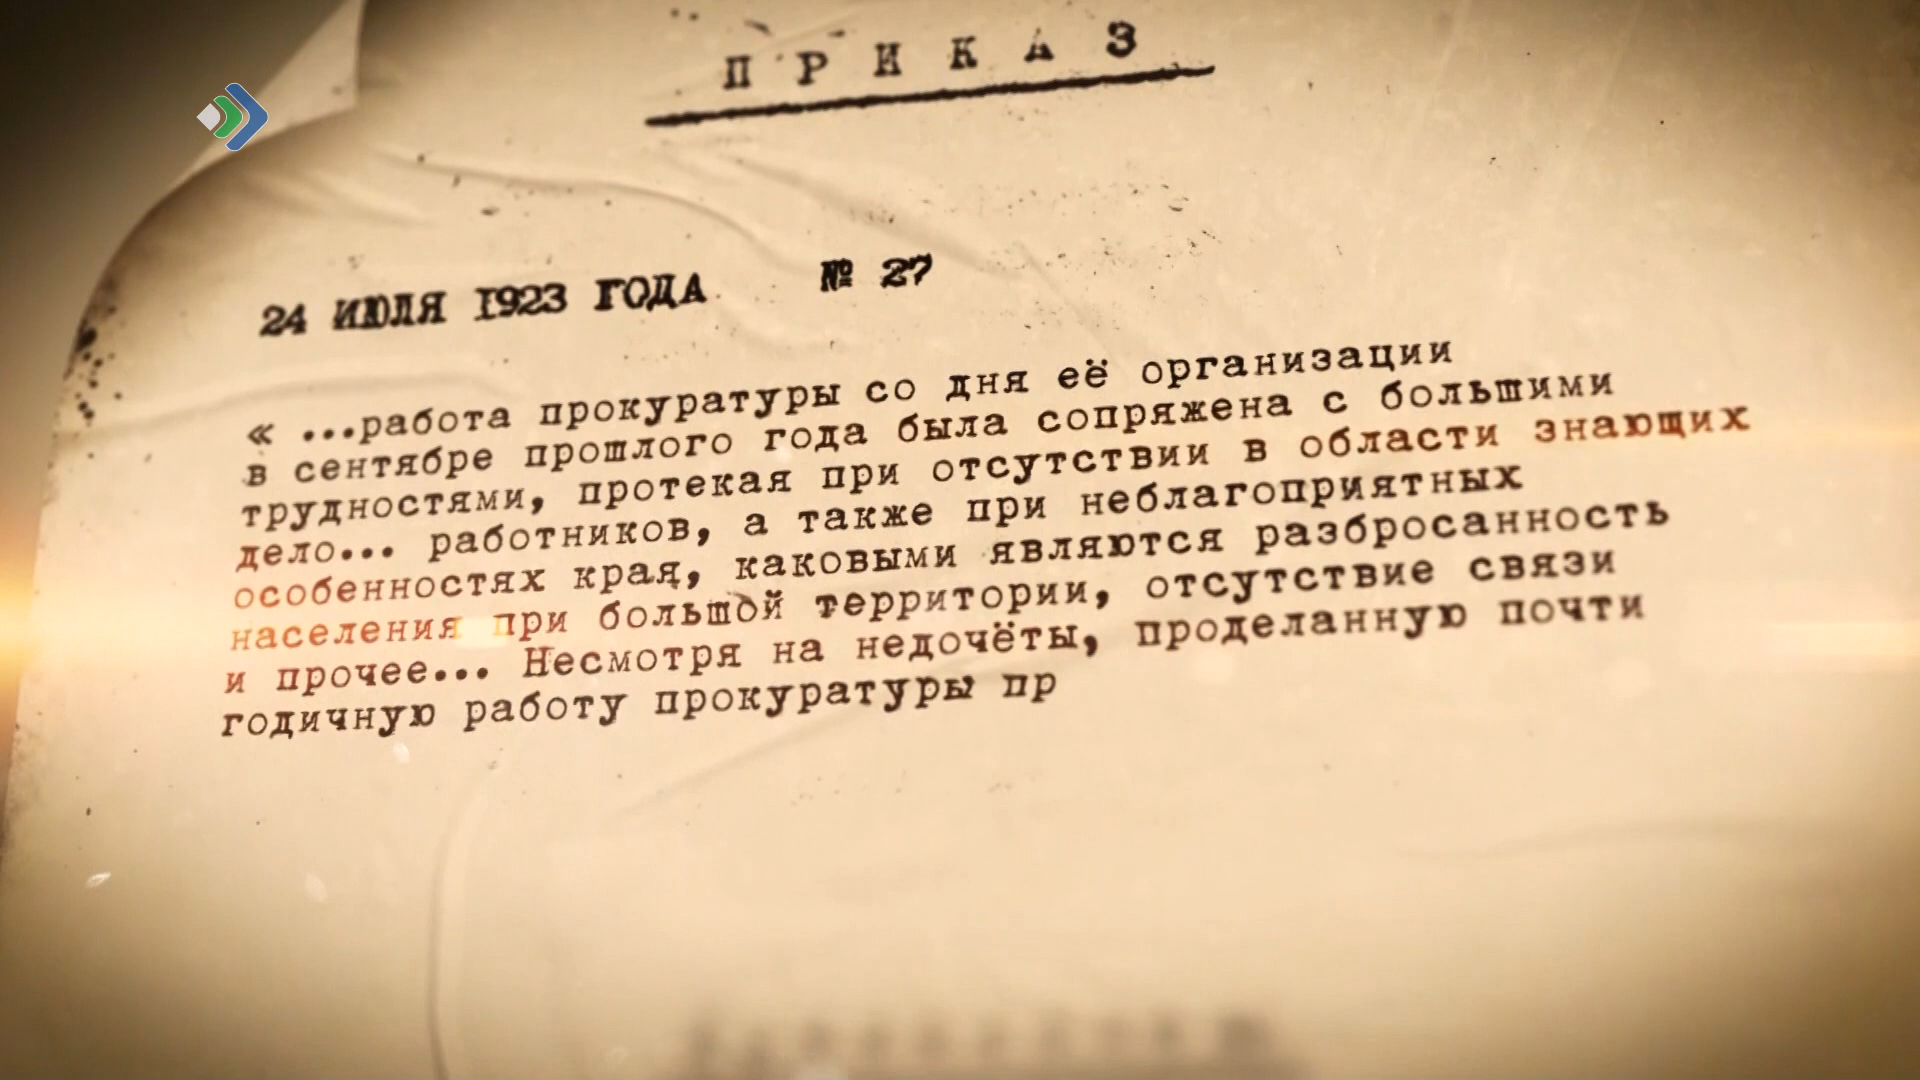 ПРИКАЗ
24 ИЮЛЯ 1923 ГОДА № 27
« ...работа прокуратуры со дня её организации
в сентябре прошлого года была сопряжена с большими
трудностями, протекая при отсутствии в области знающих
дело... работников, а также при неблагоприятных
особенностях края, каковыми являются разбросанность
населения при большой территории, отсутствие связи
и прочее... Несмотря на недочёты, проделанную почти
годичную работу прокуратуры пр